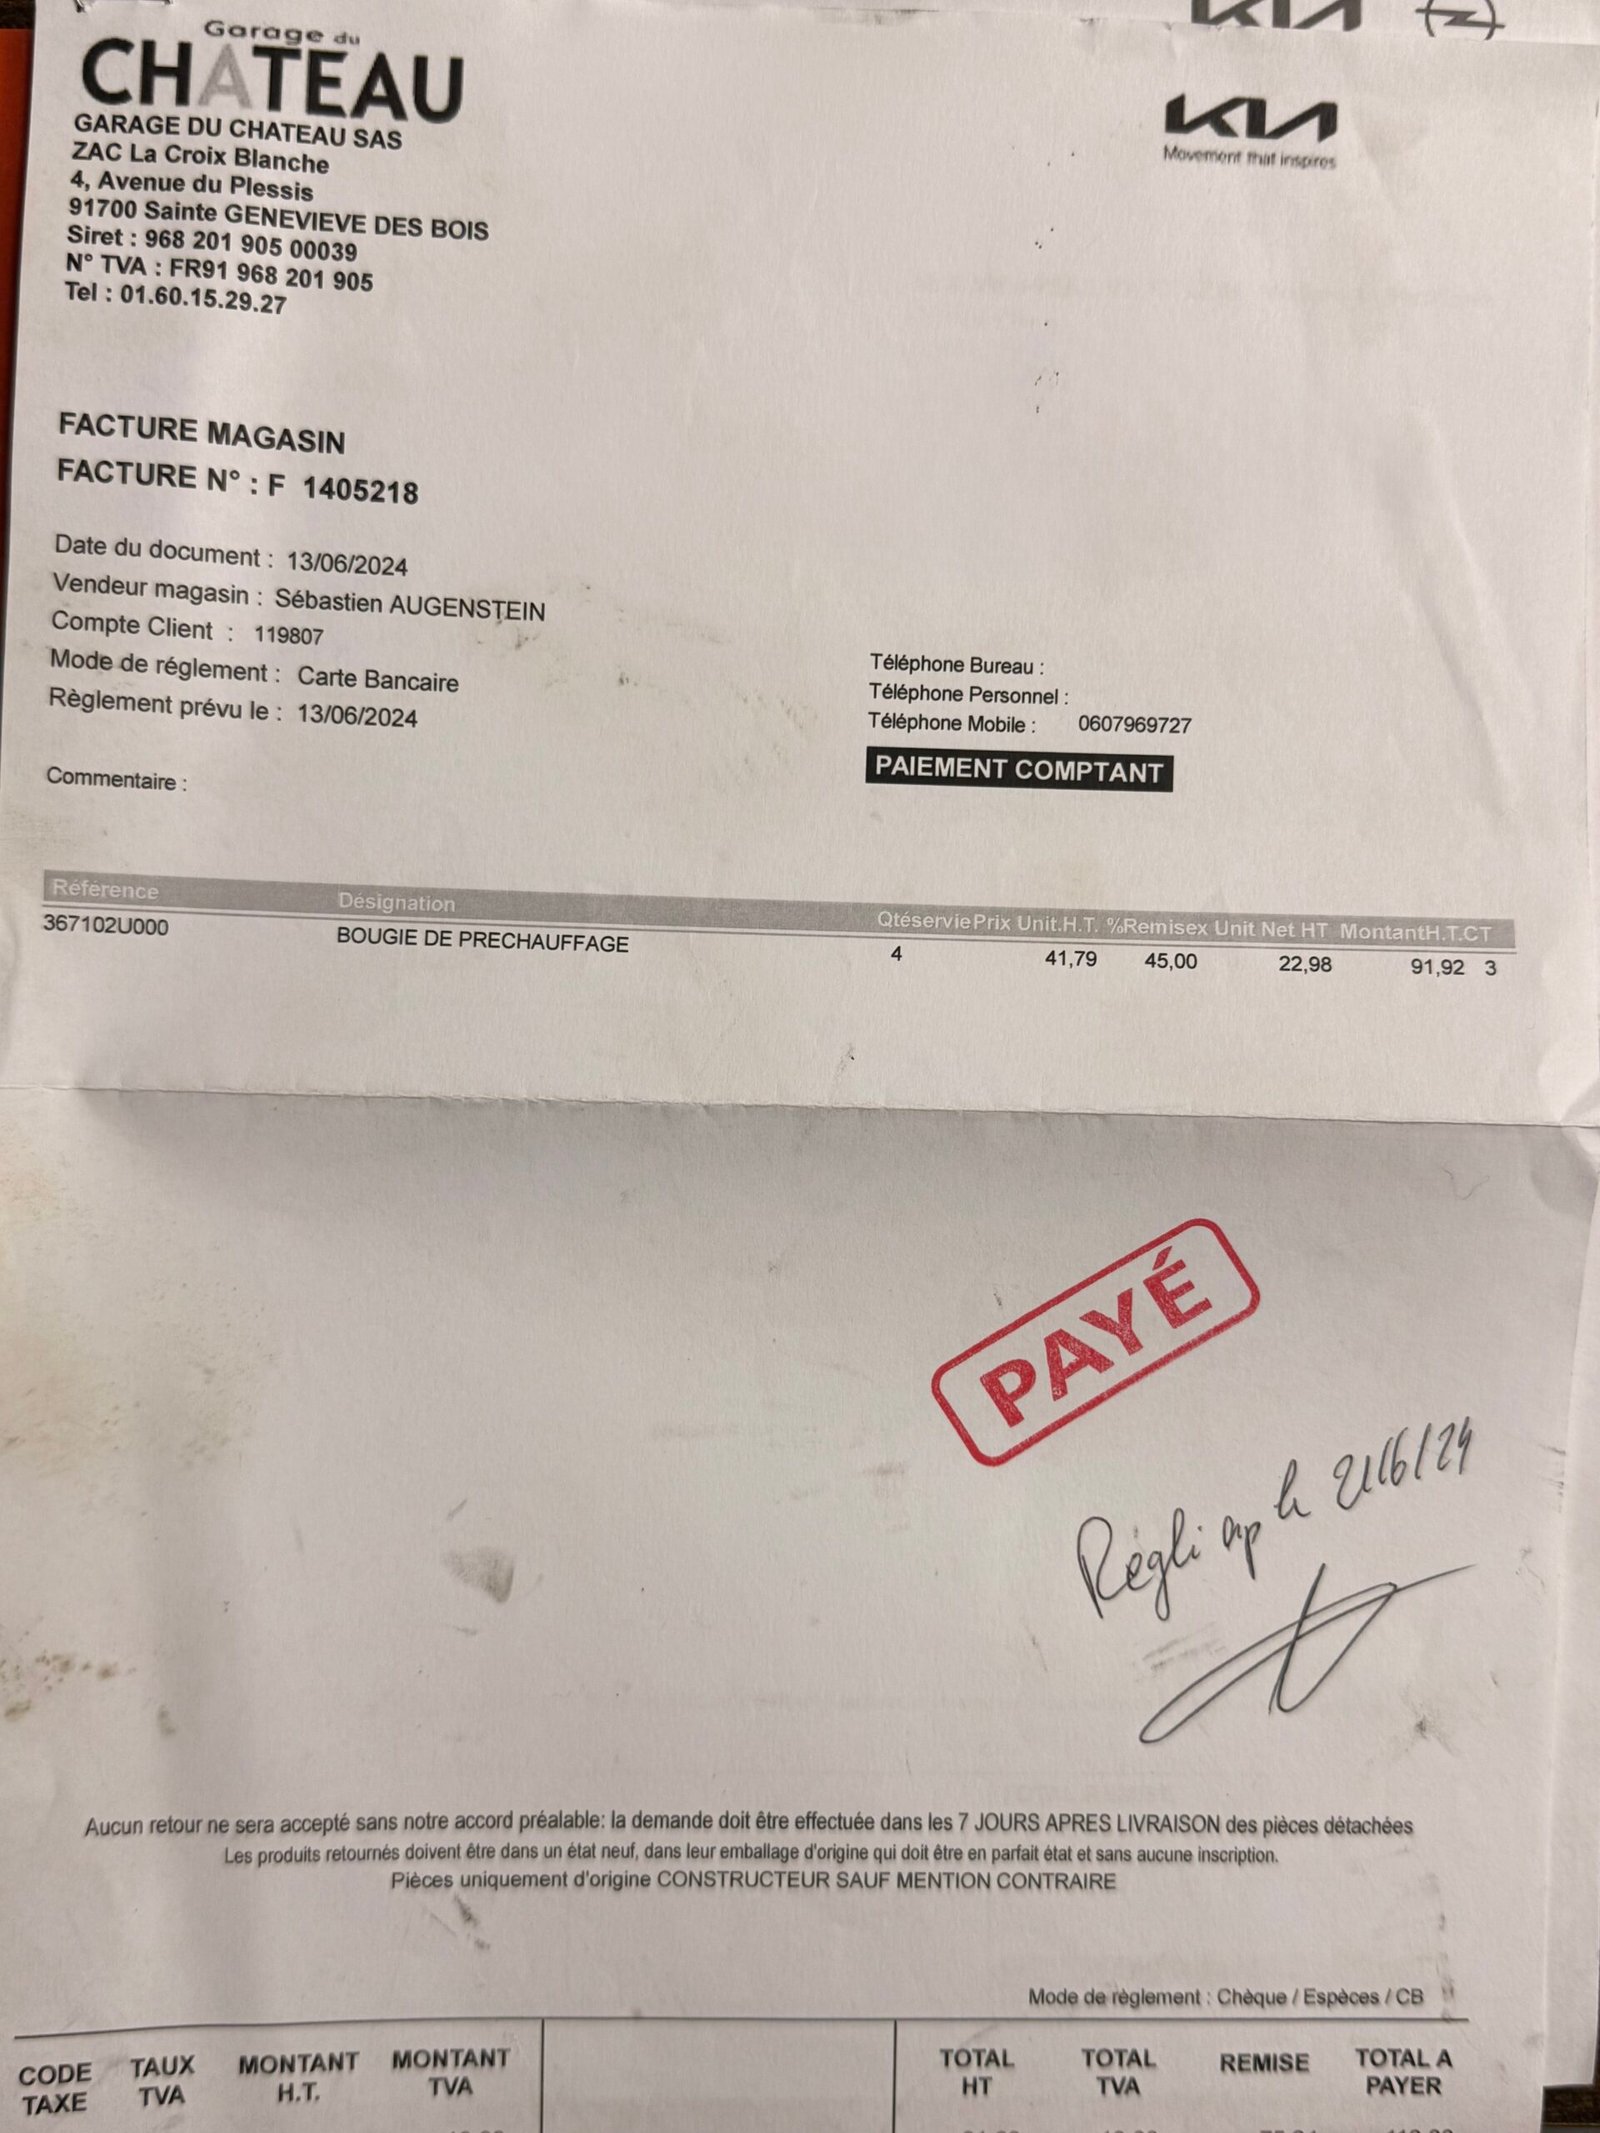 KIA
Garage du
CHATEAU
GARAGE DU CHATEAU SAS
ZAC La Croix Blanche
4, Avenue du Plessis
91700 Sainte GENEVIEVE DES BOIS
Siret : 968 201 905 00039
N° TVA : FR91 968 201 905
Tel : 01.60.15.29.27
KIA
Movement that inspires
FACTURE MAGASIN
FACTURE N° : F 1405218
Date du document : 13/06/2024
Vendeur magasin : Sébastien AUGENSTEIN
Compte Client : 119807
Mode de réglement : Carte Bancaire
Règlement prévu le : 13/06/2024
Commentaire :
Téléphone Bureau :
Téléphone Personnel :
Téléphone Mobile : 0607969727
PAIEMENT COMPTANT
Référence Désignation Qtéservie Prix Unit.H.T. %Remisex Unit Net HT MontantH.T.CT
367102U000 BOUGIE DE PRECHAUFFAGE 4 41,79 45,00 22,98 91,92 3
PAYÉ
Règli cp le 21/6/24
Aucun retour ne sera accepté sans notre accord préalable: la demande doit être effectuée dans les 7 JOURS APRES LIVRAISON des pièces détachées
Les produits retournés doivent être dans un état neuf, dans leur emballage d'origine qui doit être en parfait état et sans aucune inscription.
Pièces uniquement d'origine CONSTRUCTEUR SAUF MENTION CONTRAIRE
Mode de règlement : Chèque / Espèces / CB
CODE TAXE TAUX TVA MONTANT H.T. MONTANT TVA TOTAL HT TOTAL TVA REMISE TOTAL A PAYER